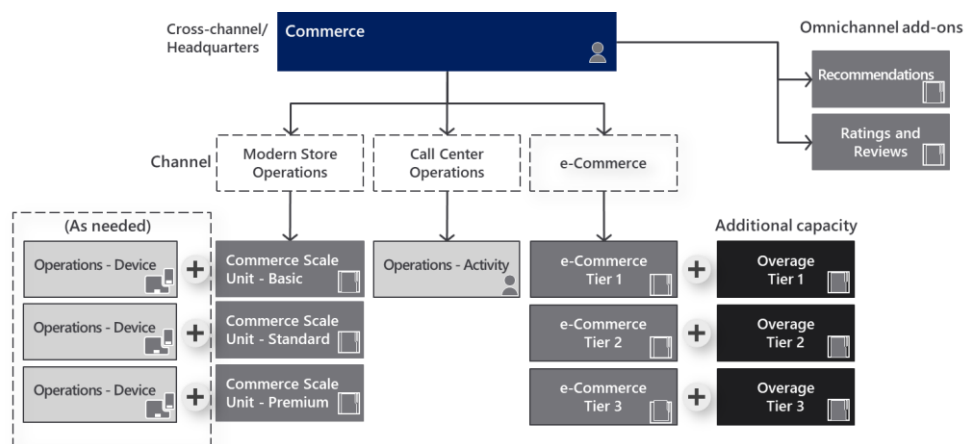 Cross-channel/
Headquarters
Commerce
Omnichannel add-ons
Recommendations
Ratings and
Reviews
Channel
Modern Store
Operations
Call Center
Operations
e-Commerce
(As needed)
Additional capacity
Operations - Device
+
Commerce Scale
Unit - Basic
Operations - Activity
e-Commerce
Tier 1
+
Overage
Tier 1
Operations - Device
+
Commerce Scale
Unit - Standard
e-Commerce
Tier 2
+
Overage
Tier 2
Operations - Device
+
Commerce Scale
Unit - Premium
e-Commerce
Tier 3
+
Overage
Tier 3